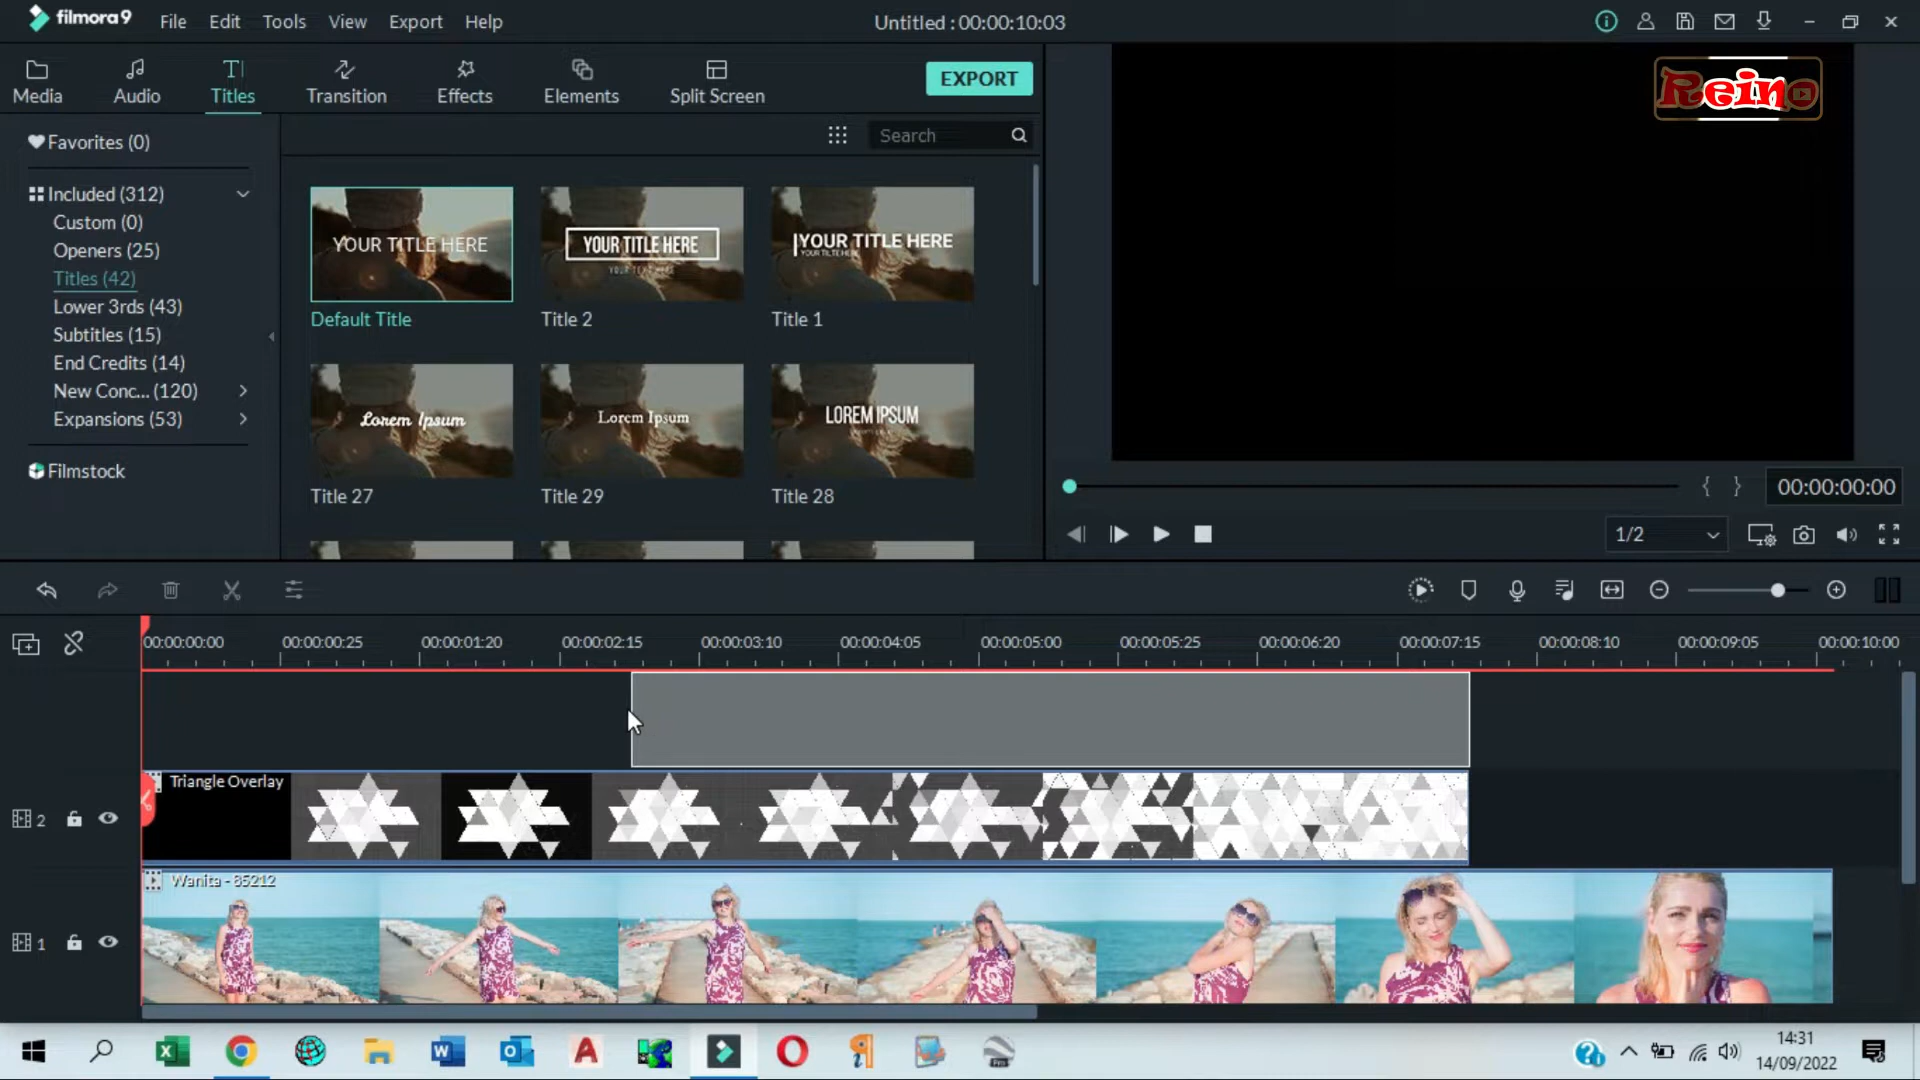 filmora9 File Edit Tools View Export Help
Untitled : 00:00:10:03
Media Audio Titles Transition Effects Elements Split Screen
EXPORT
Reino
Favorites (0)
Search
Included (312)
Custom (0)
Openers (25)
Titles (42)
Lower 3rds (43)
Subtitles (15)
End Credits (14)
New Conc... (120)
Expansions (53)
Filmstock
YOUR TITLE HERE
Default Title
YOUR TITLE HERE
YOUR TEXT HERE
Title 2
YOUR TITLE HERE
YOUR TILTE HERE
Title 1
Lorem Ipsum
Title 27
Lorem Ipsum
Title 29
LOREM IPSUM
Title 28
{ } 00:00:00:00
1/2
00:00:00:00 00:00:00:25 00:00:01:20 00:00:02:15 00:00:03:10 00:00:04:05 00:00:05:00 00:00:05:25 00:00:06:20 00:00:07:15 00:00:08:10 00:00:09:05 00:00:10:00
Triangle Overlay
2
Wanita - 85212
1
14:31
14/09/2022